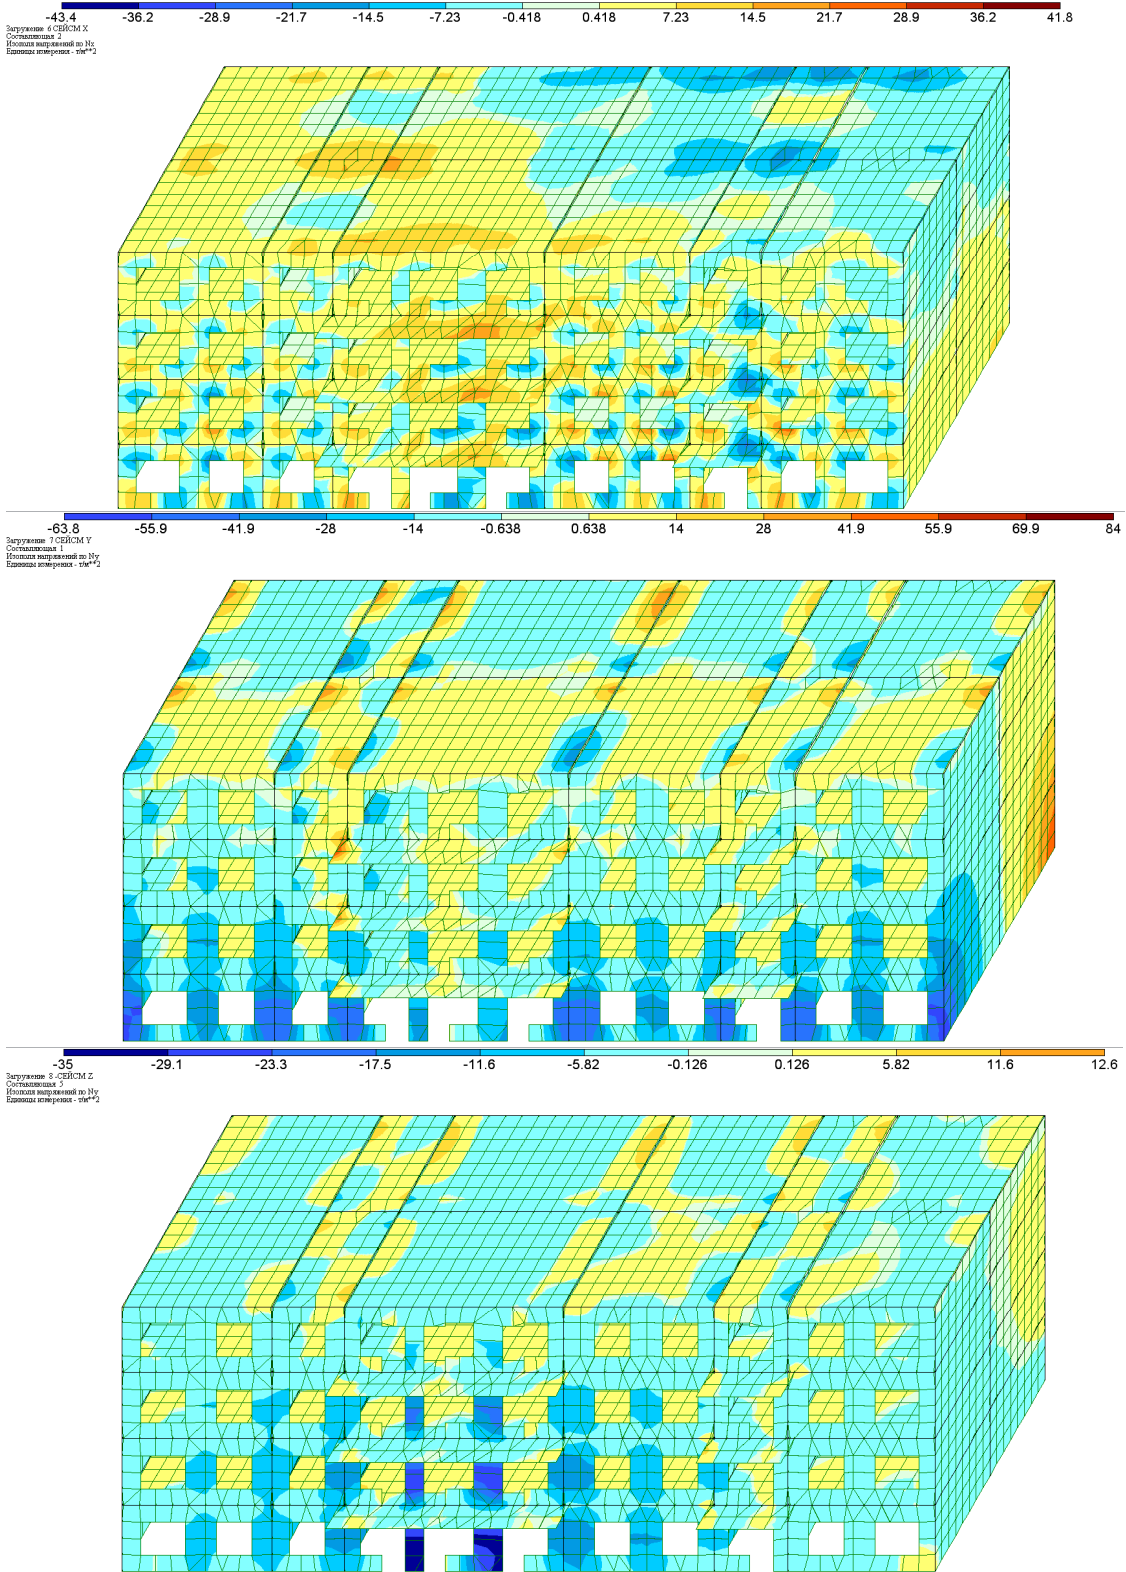 -43.4 -36.2 -28.9 -21.7 -14.5 -7.23 -0.418 0.418 7.23 14.5 21.7 28.9 36.2 41.8
Загружение 6 СЕЙСМ X
Составляющая 2
Изополя напряжений по Nx
Единицы измерения - т/м**2
-63.8 -55.9 -41.9 -28 -14 -0.638 0.638 14 28 41.9 55.9 69.9 84
Загружение 7 СЕЙСМ Y
Составляющая 1
Изополя напряжений по Ny
Единицы измерения - т/м**2
-35 -29.1 -23.3 -17.5 -11.6 -5.82 -0.126 0.126 5.82 11.6 12.6
Загружение 8 -СЕЙСМ Z
Составляющая 5
Изополя напряжений по Ny
Единицы измерения - т/м**2